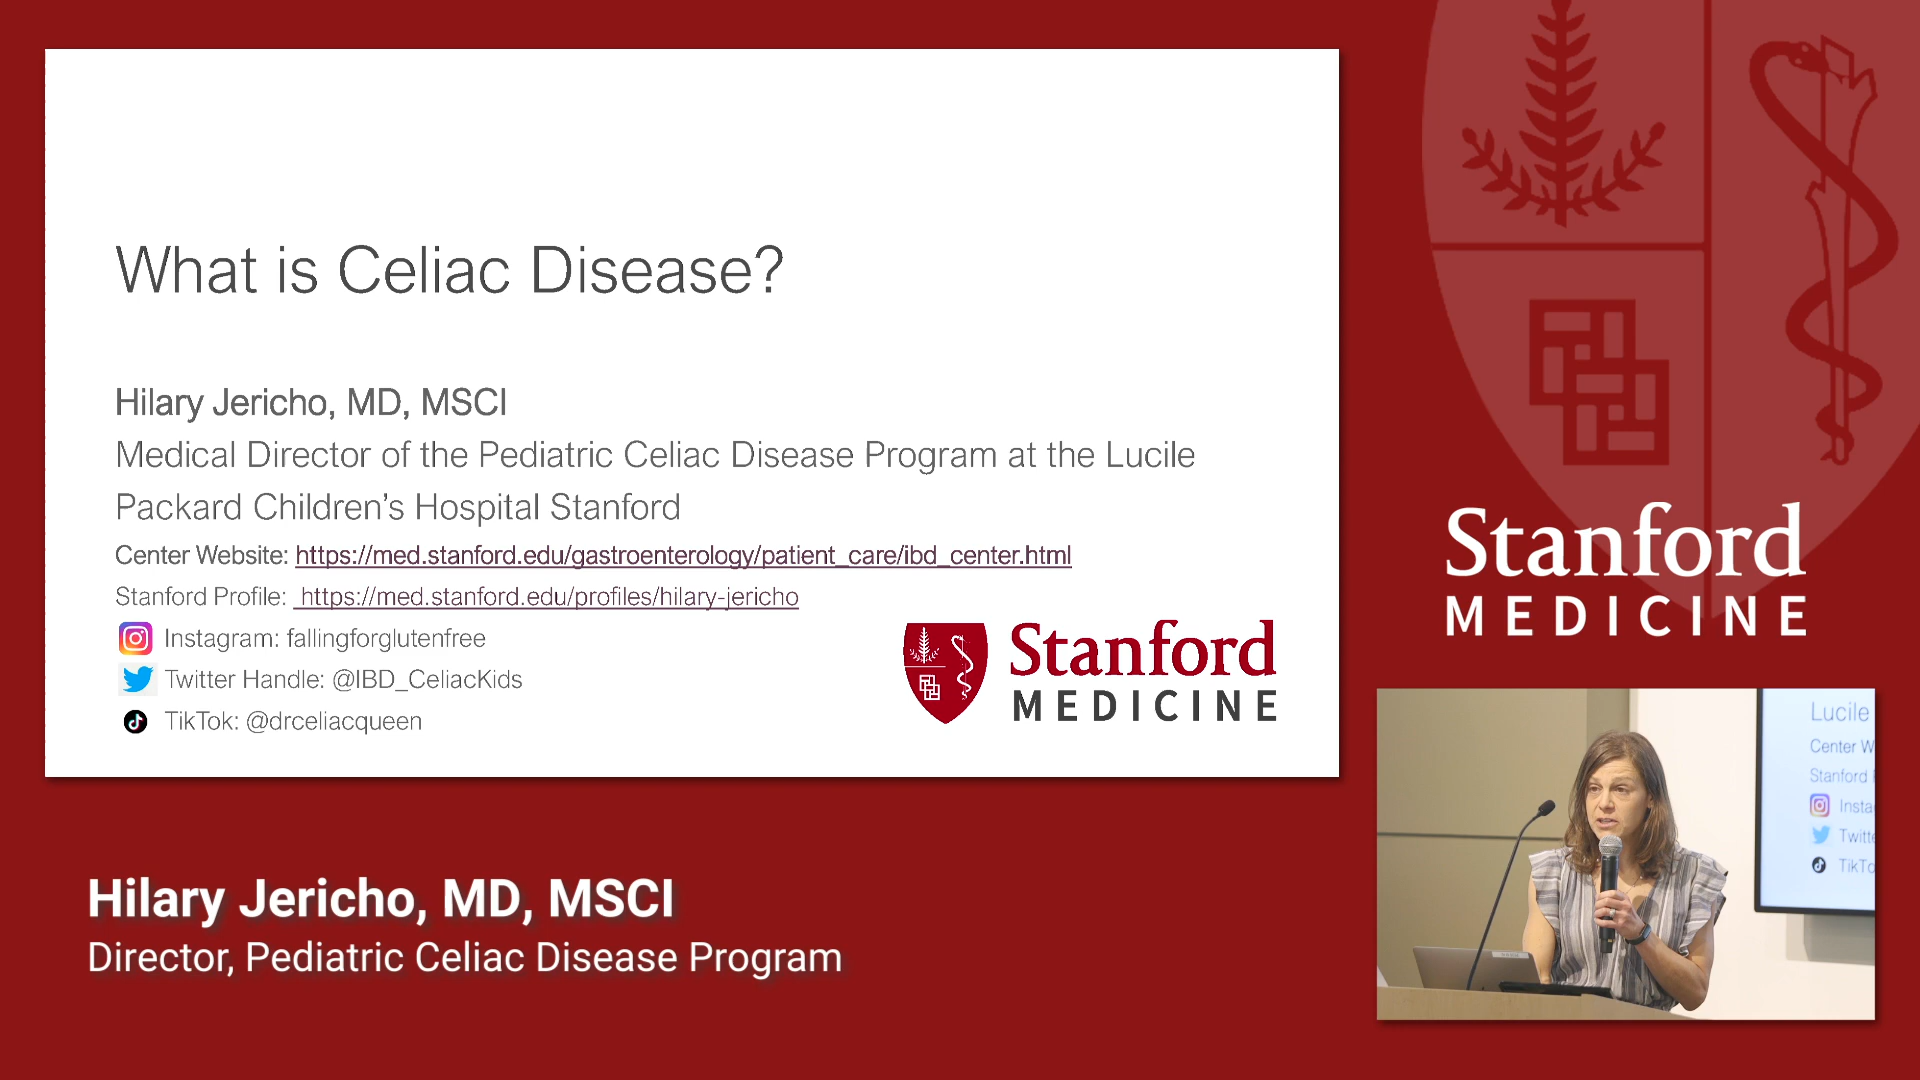 What is Celiac Disease?
Hilary Jericho, MD, MSCI
Medical Director of the Pediatric Celiac Disease Program at the Lucile
Packard Children's Hospital Stanford
Center Website: https://med.stanford.edu/gastroenterology/patient_care/ibd_center.html
Stanford Profile: https://med.stanford.edu/profiles/hilary-jericho
Instagram: fallingforglutenfree
Twitter Handle: @IBD_CeliacKids
TikTok: @drceliacqueen
Stanford
MEDICINE
Stanford
MEDICINE
Lucile
Center W
Stanford
Insta
Twitte
TikTo
Hilary Jericho, MD, MSCI
Director, Pediatric Celiac Disease Program